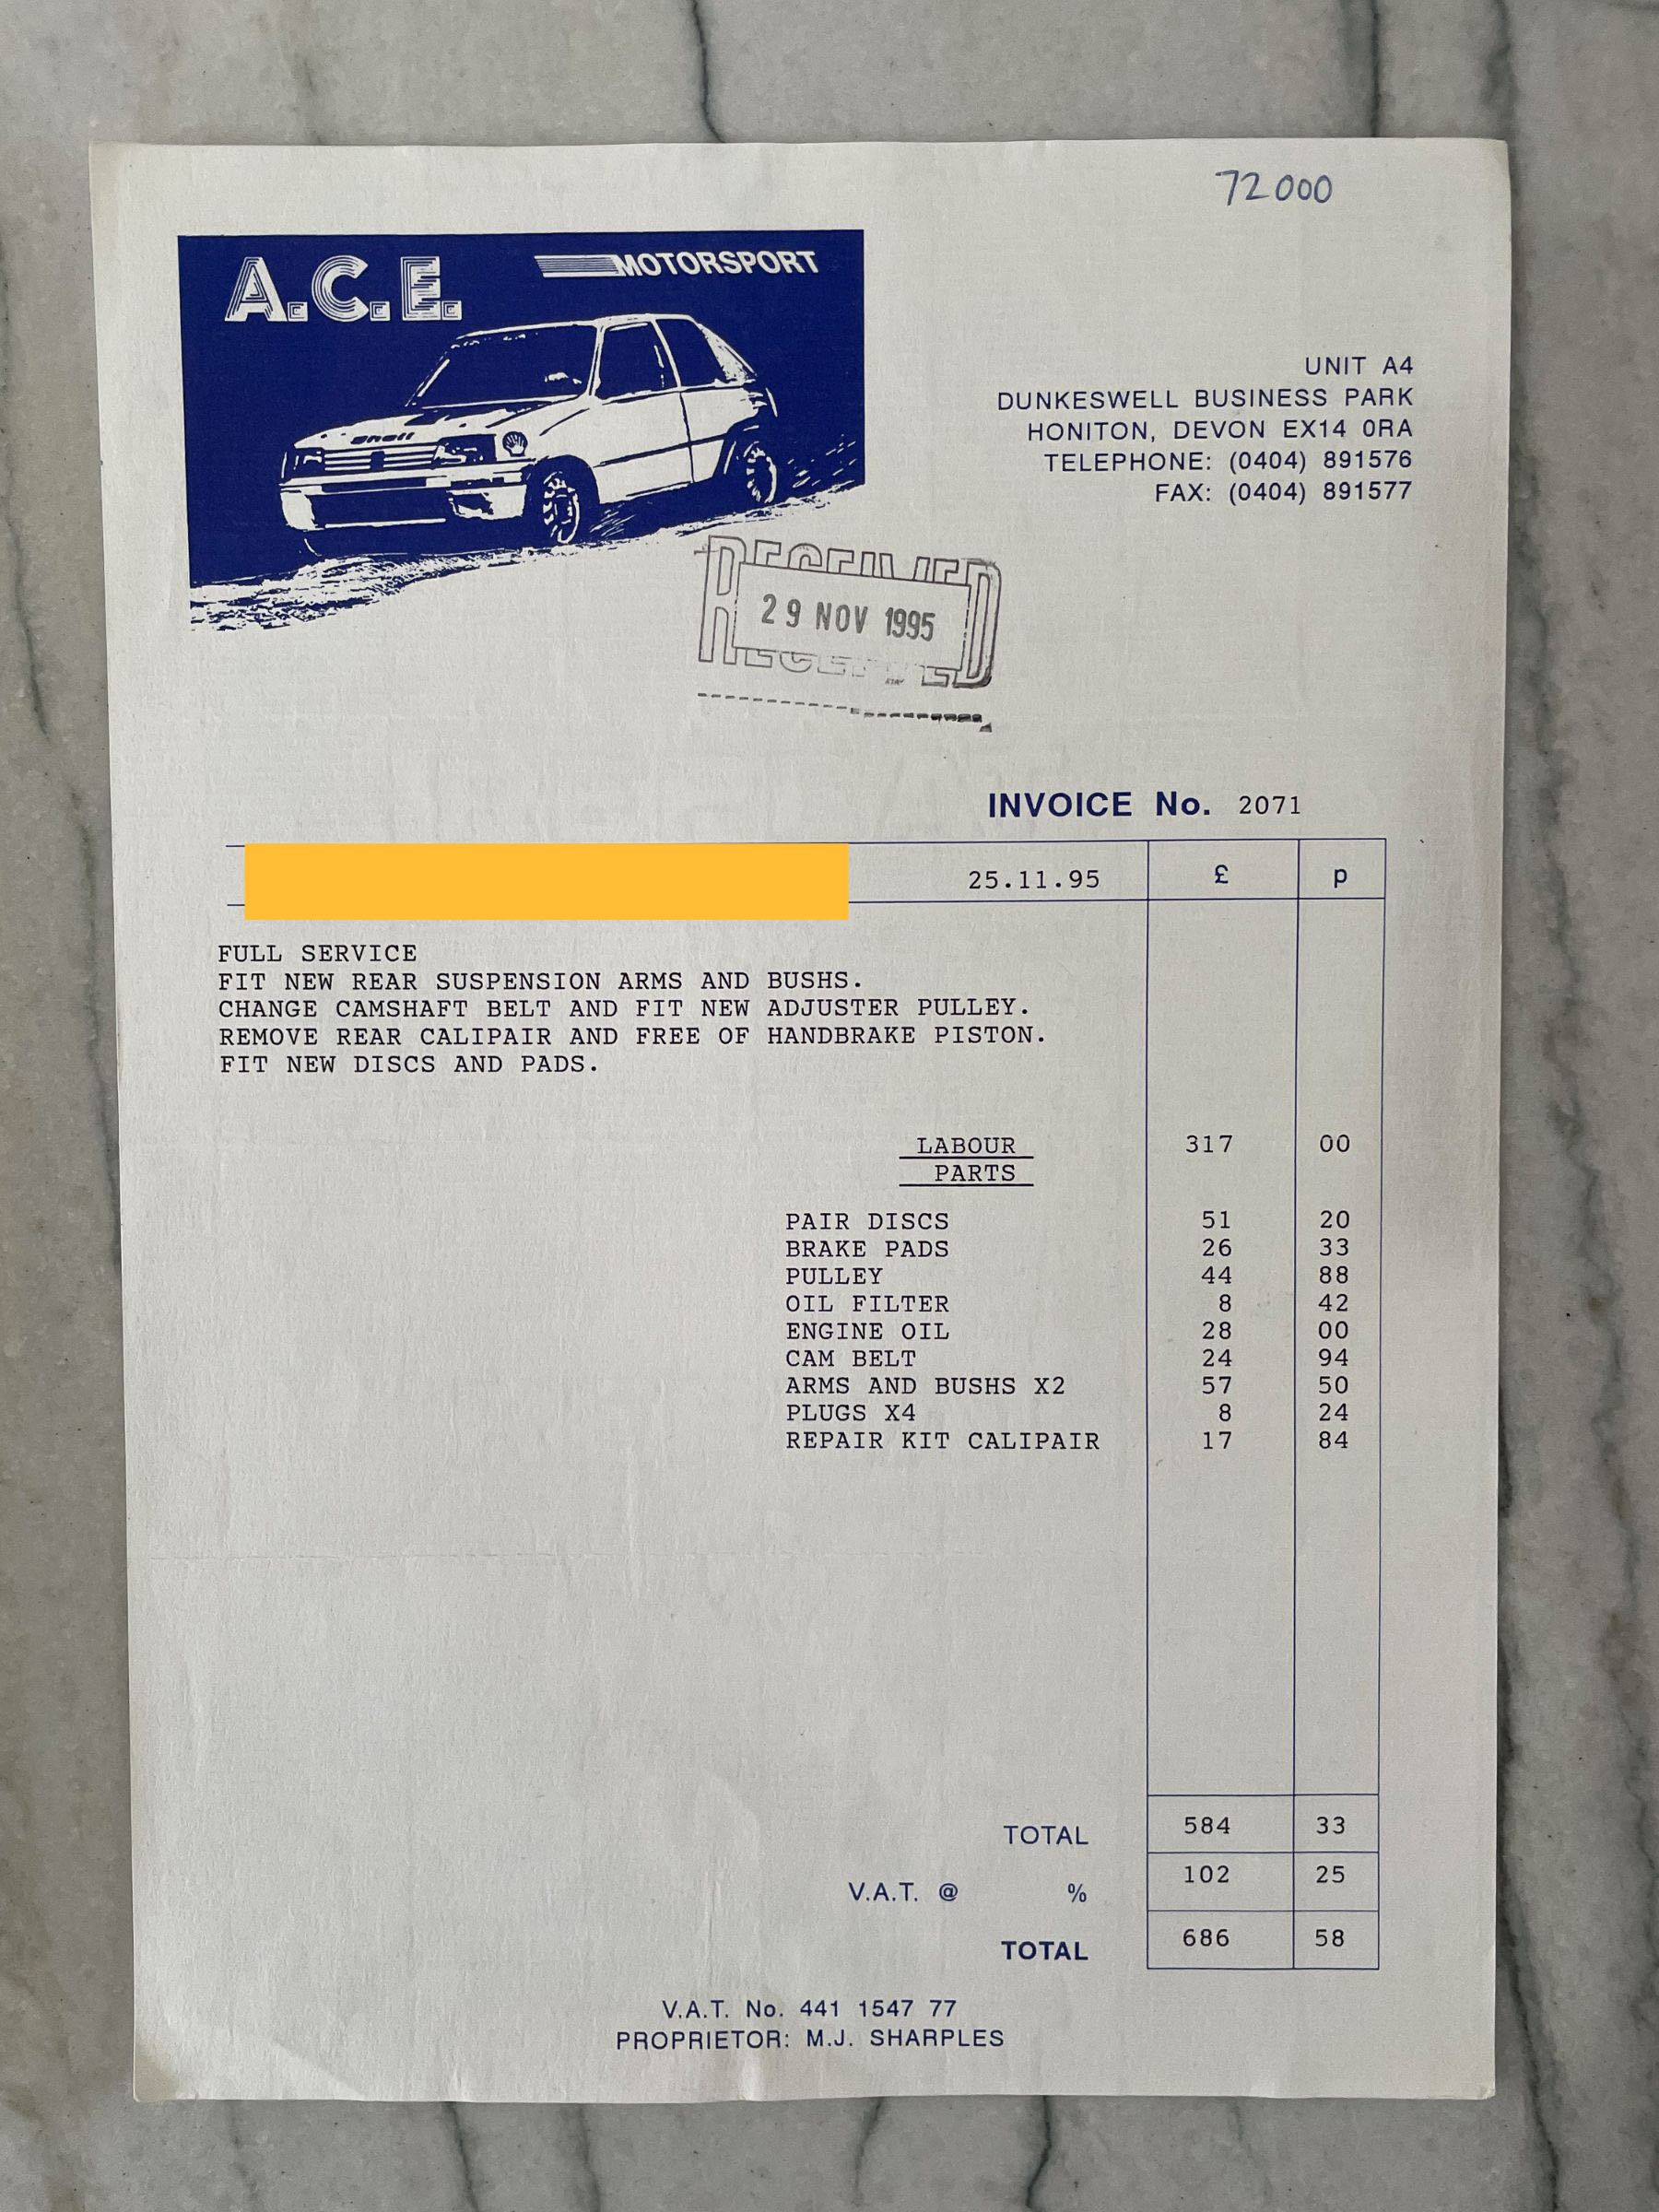 72000
A.C.E. MOTORSPORT
Shell
UNIT A4
DUNKESWELL BUSINESS PARK
HONITON, DEVON EX14 0RA
TELEPHONE: (0404) 891576
FAX: (0404) 891577
RECEIVED
29 NOV 1995
RECEIVED
INVOICE No. 2071
25.11.95 £ p
FULL SERVICE
FIT NEW REAR SUSPENSION ARMS AND BUSHS.
CHANGE CAMSHAFT BELT AND FIT NEW ADJUSTER PULLEY.
REMOVE REAR CALIPAIR AND FREE OF HANDBRAKE PISTON.
FIT NEW DISCS AND PADS.
LABOUR 317 00
PARTS
PAIR DISCS 51 20
BRAKE PADS 26 33
PULLEY 44 88
OIL FILTER 8 42
ENGINE OIL 28 00
CAM BELT 24 94
ARMS AND BUSHS X2 57 50
PLUGS X4 8 24
REPAIR KIT CALIPAIR 17 84
TOTAL 584 33
V.A.T. @ % 102 25
TOTAL 686 58
V.A.T. No. 441 1547 77
PROPRIETOR: M.J. SHARPLES